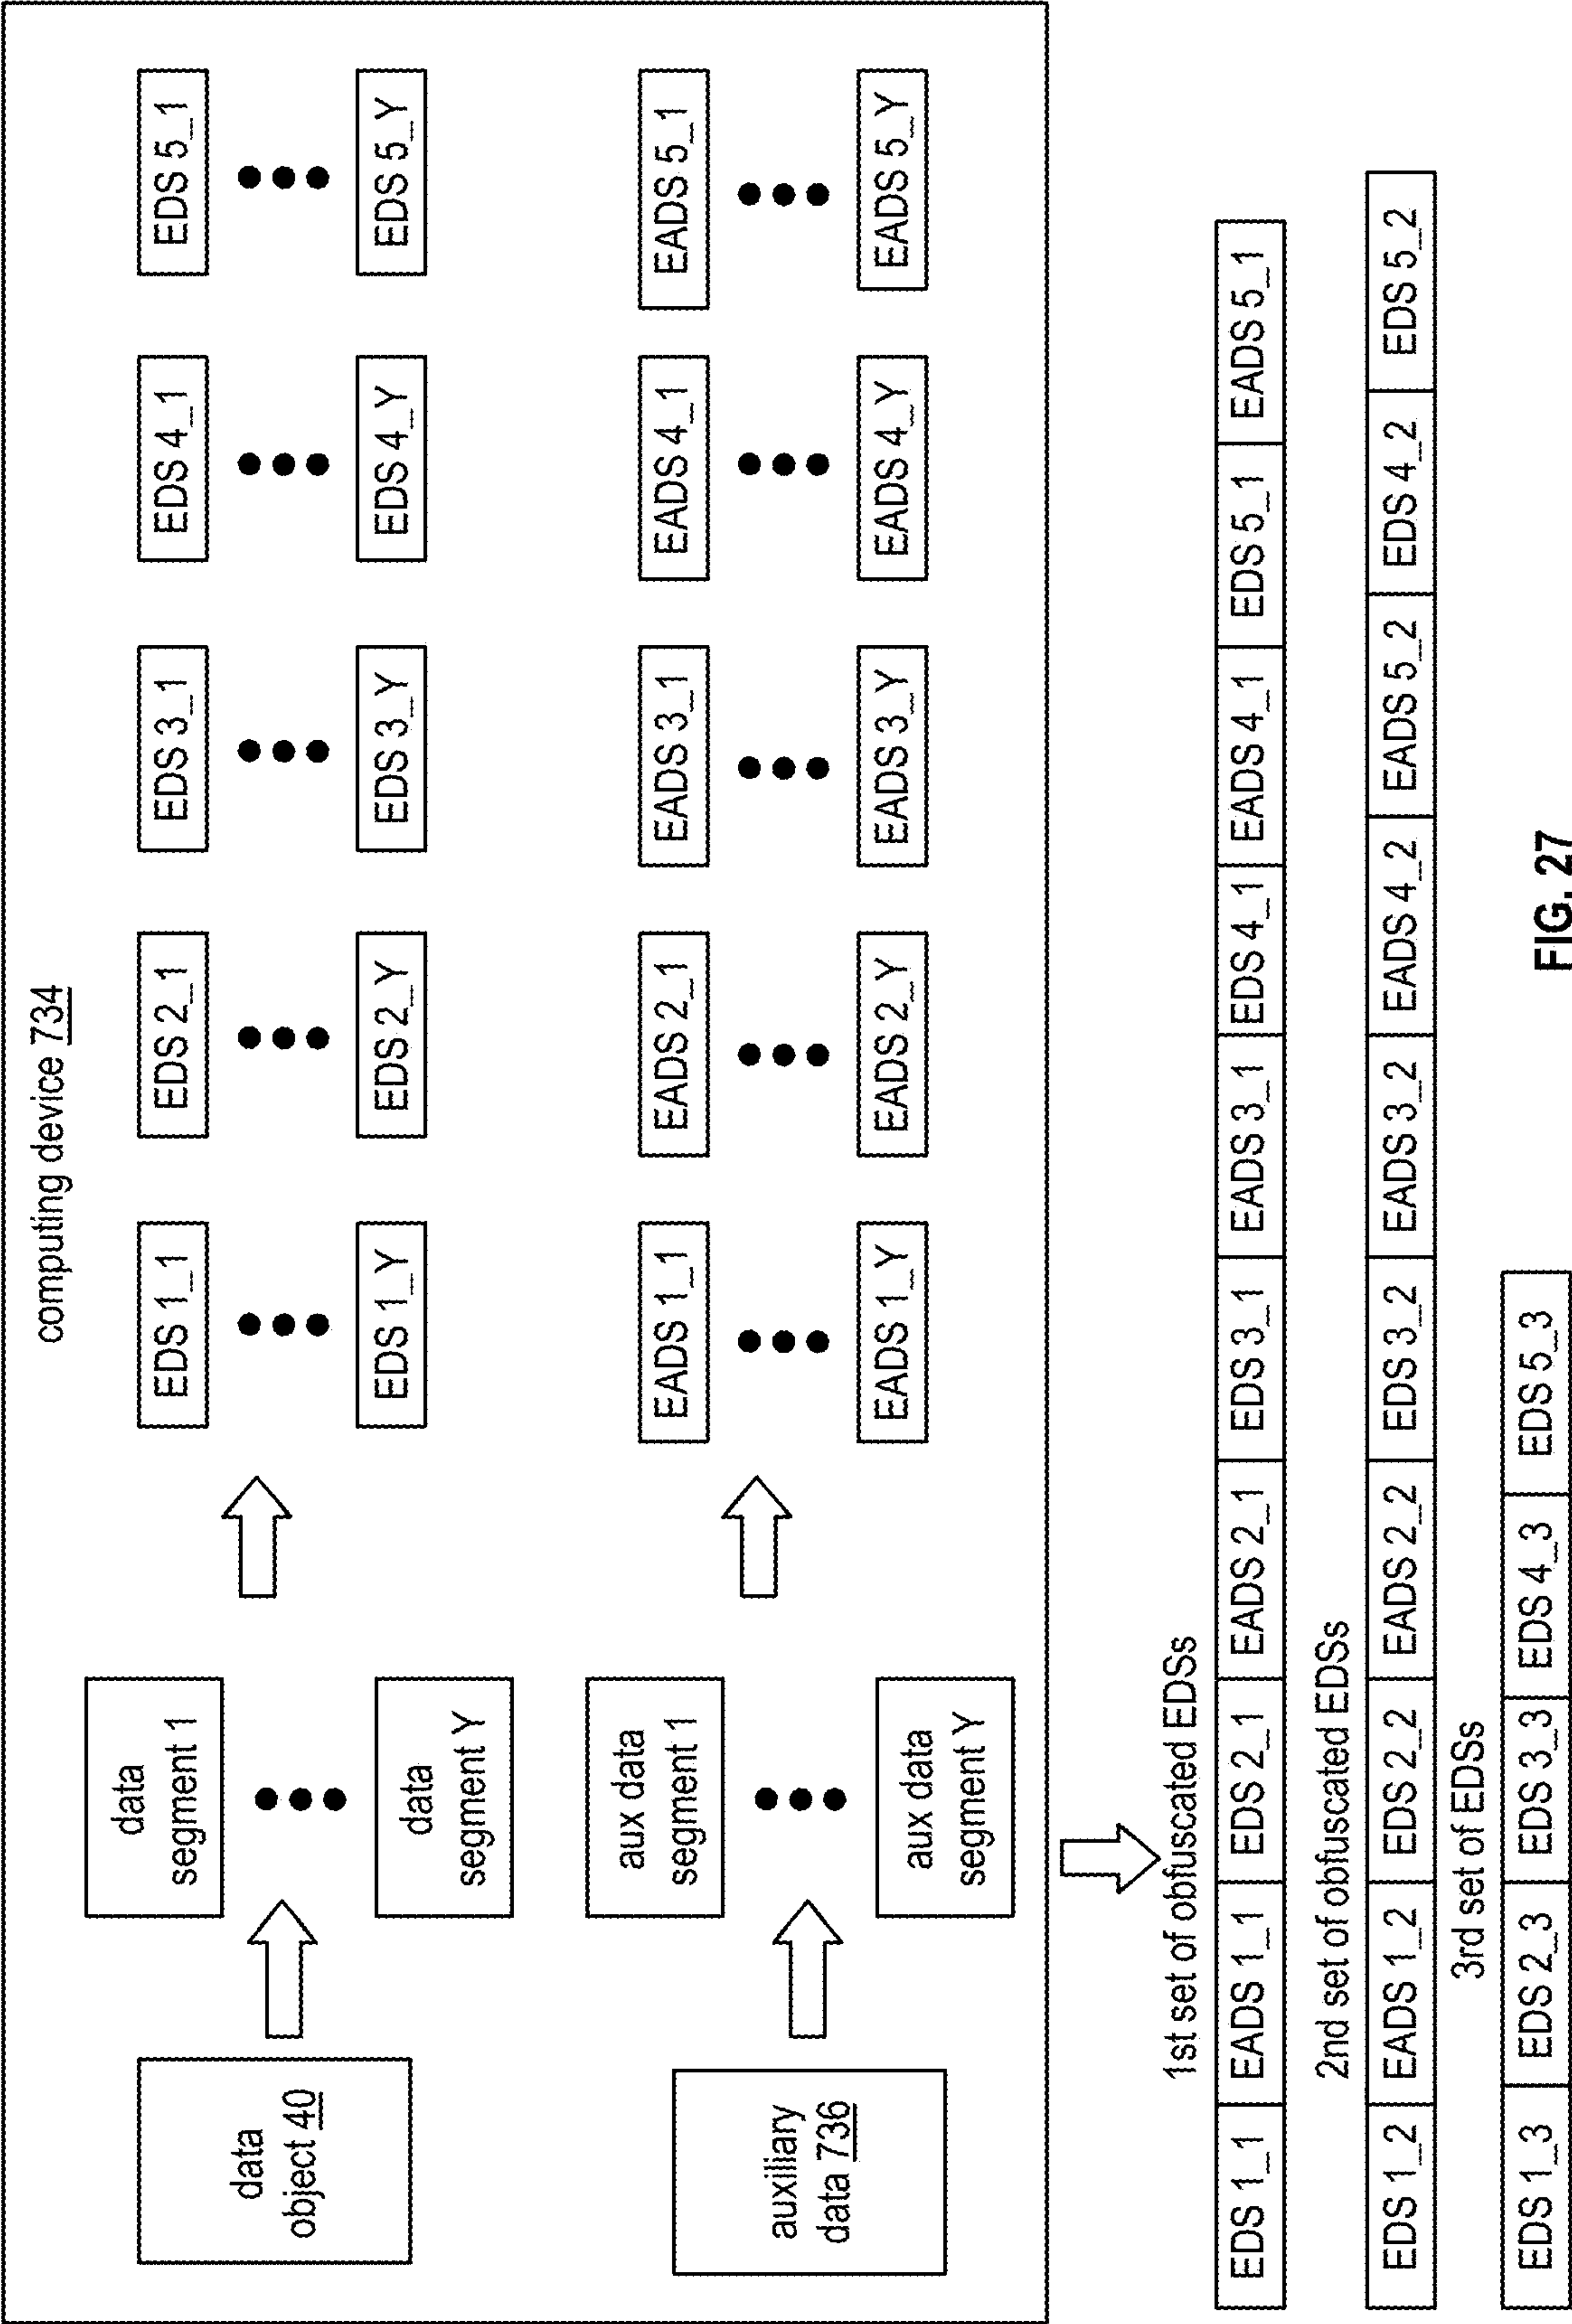 computing device 734
data
object 40
data
segment 1
data
segment Y
EDS 1_1
EDS 2_1
EDS 3_1
EDS 4_1
EDS 5_1
EDS 1_Y
EDS 2_Y
EDS 3_Y
EDS 4_Y
EDS 5_Y
auxiliary
data 736
aux data
segment 1
aux data
segment Y
EADS 1_1
EADS 2_1
EADS 3_1
EADS 4_1
EADS 5_1
EADS 1_Y
EADS 2_Y
EADS 3_Y
EADS 4_Y
EADS 5_Y
1st set of obfuscated EDSs
EDS 1_1 EADS 1_1 EDS 2_1 EADS 2_1 EDS 3_1 EADS 3_1 EDS 4_1 EADS 4_1 EDS 5_1 EADS 5_1
2nd set of obfuscated EDSs
EDS 1_2 EADS 1_2 EDS 2_2 EADS 2_2 EDS 3_2 EADS 3_2 EADS 4_2 EADS 5_2 EDS 4_2 EDS 5_2
3rd set of EDSs
EDS 1_3 EDS 2_3 EDS 3_3 EDS 4_3 EDS 5_3
FIG. 27